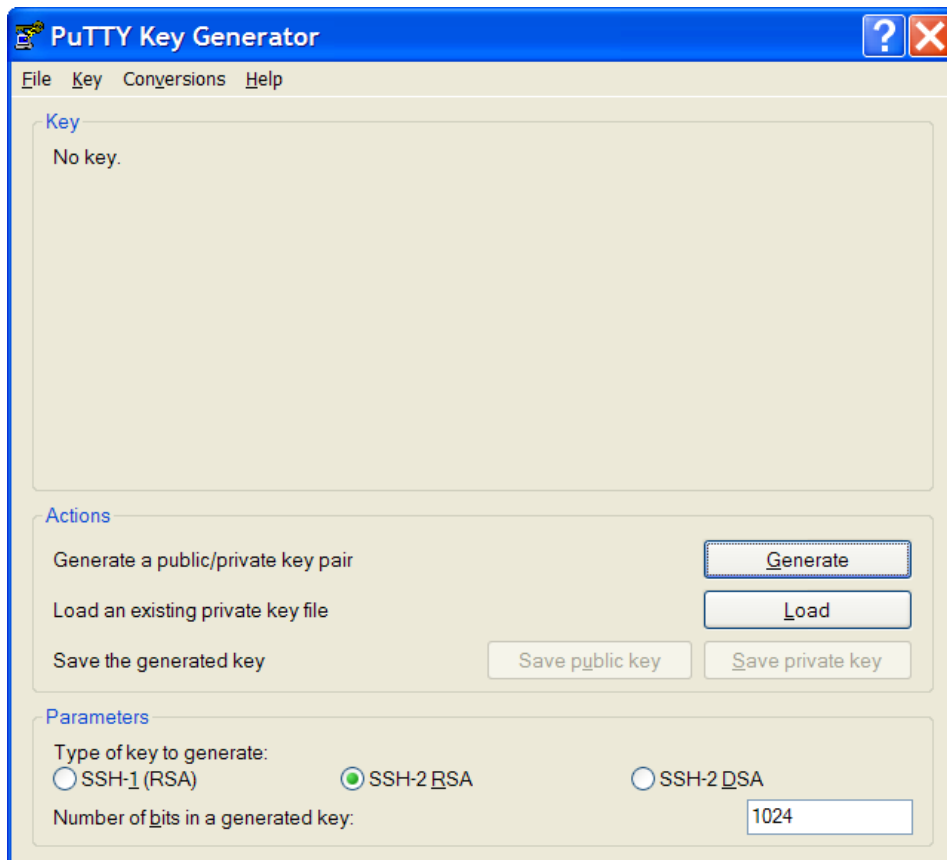 PuTTY Key Generator
File Key Conversions Help
Key
No key.
Actions
Generate a public/private key pair Generate
Load an existing private key file Load
Save the generated key Save public key Save private key
Parameters
Type of key to generate:
SSH-1 (RSA) SSH-2 RSA SSH-2 DSA
Number of bits in a generated key: 1024